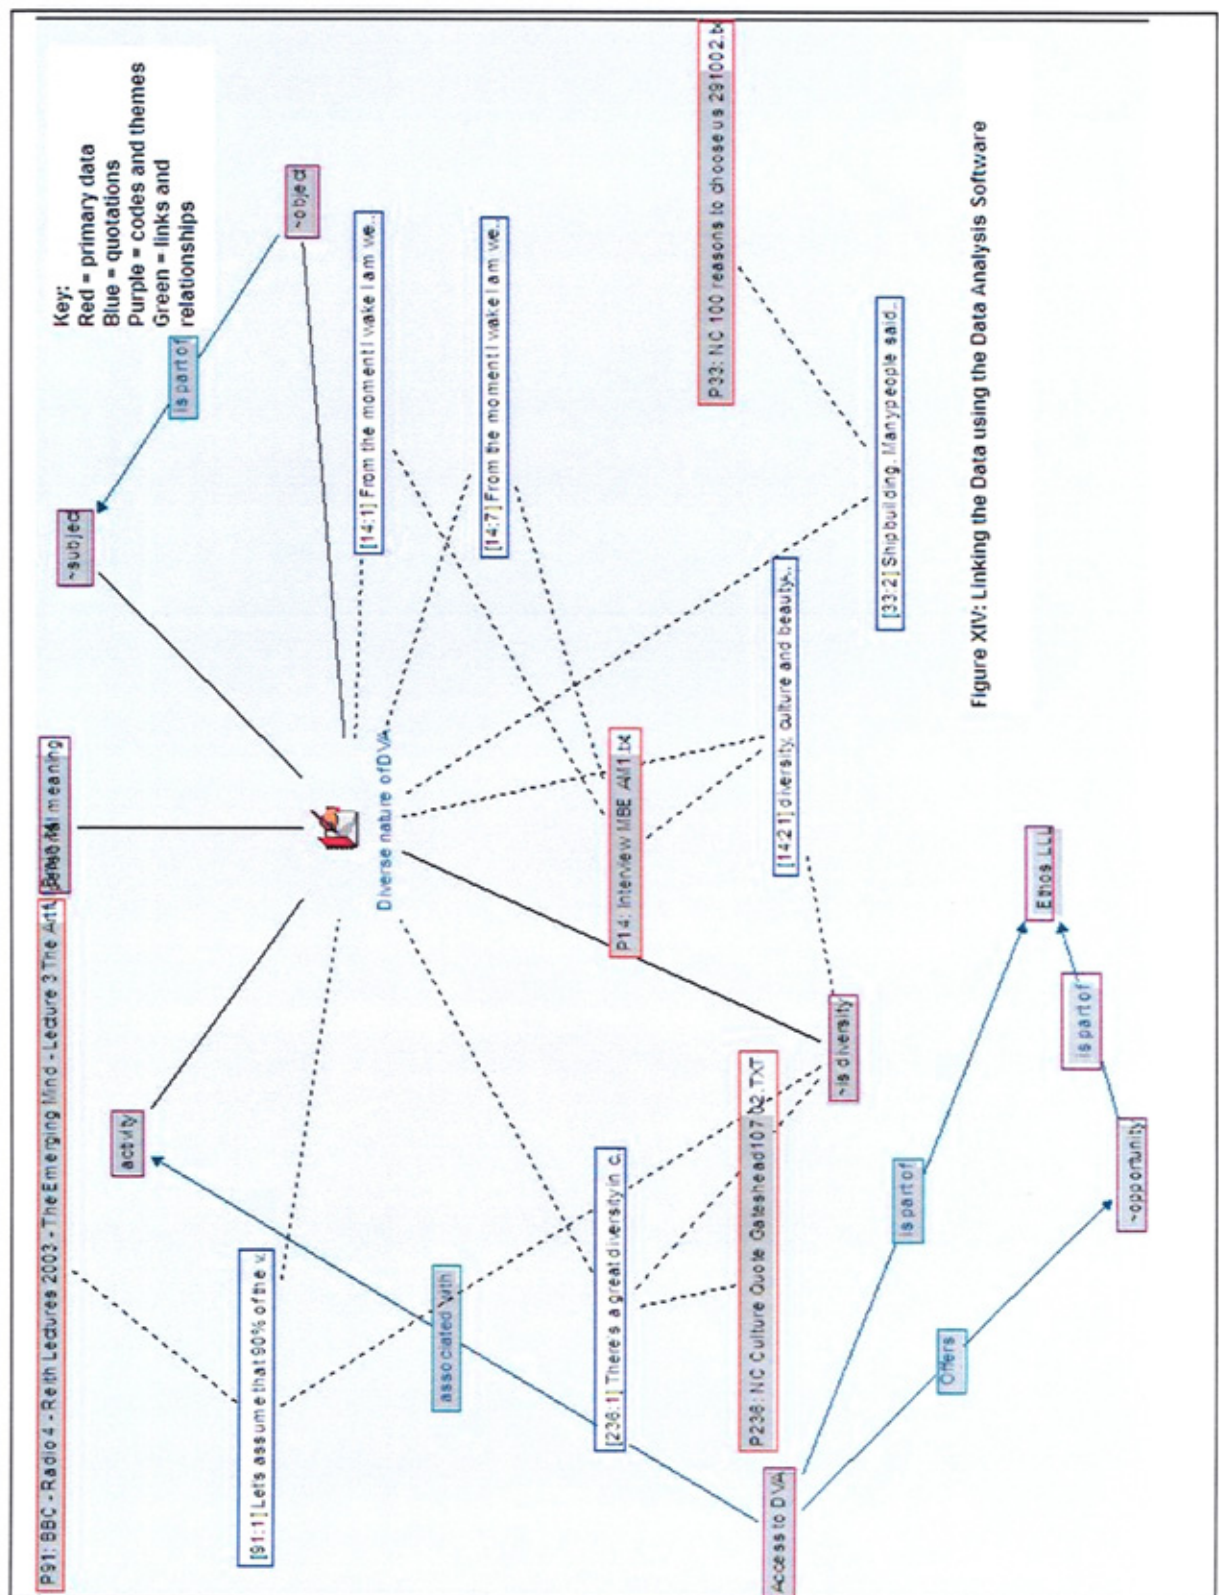 Key:
Red = primary data
Blue = quotations
Purple = codes and themes
Green = links and
relationships
~object
is part of
~subject
[14:1] From the moment I wake I am we..
[14:7] From the moment I wake I am we..
P33: NC 100 reasons to choose us 291002.tx
[33:2] Shipbuilding. Many people said..
personal meaning
Diverse nature of DVA
P14: Interview MBE AM1.txt
[14:21] diversity, culture and beauty...
P91: BBC - Radio 4 - Reith Lectures 2003 - The Emerging Mind - Lecture 3 The Artf
activity
~is diversity
Ethos LLL
is part of
[91:1] Let's assume that 90% of the v.
associated with
[236:1] There's a great diversity in c.
P236: NC Culture Quote Gateshead107 02.TXT
is part of
~opportunity
Offers
Access to DVA
Figure XIV: Linking the Data using the Data Analysis Software